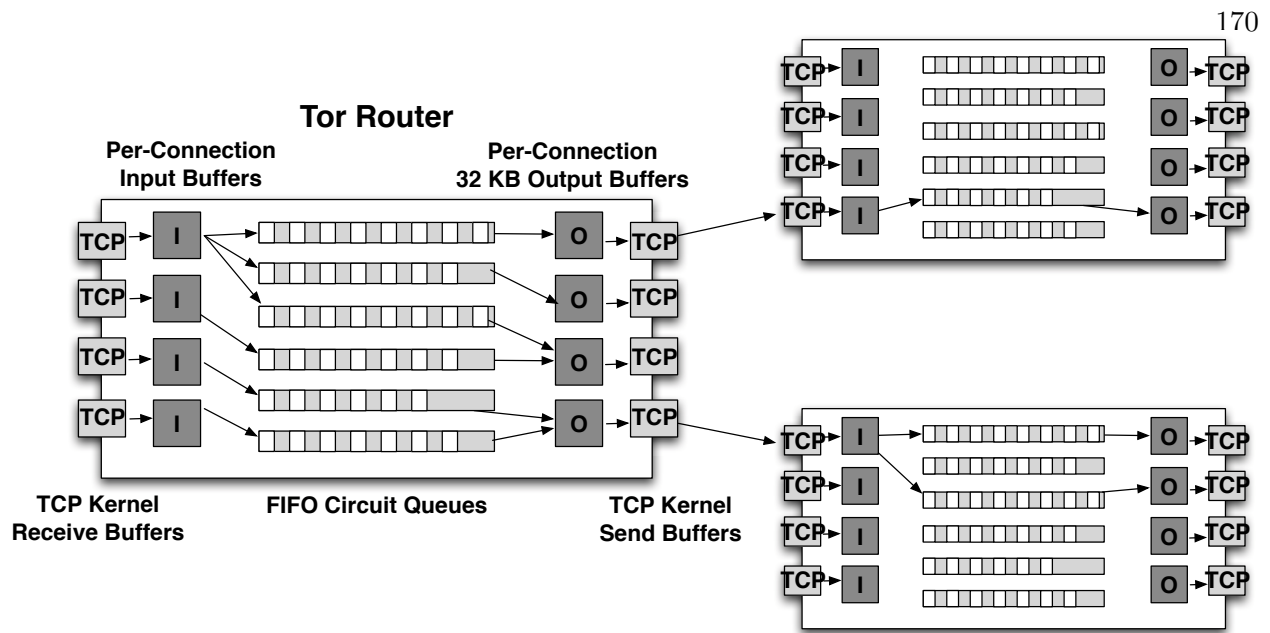 170
Tor Router
Per-Connection
Input Buffers
Per-Connection
32 KB Output Buffers
TCP I O TCP
TCP I O TCP
TCP I O TCP
TCP I O TCP
TCP Kernel
Receive Buffers
FIFO Circuit Queues
TCP Kernel
Send Buffers
TCP I O TCP
TCP I O TCP
TCP I O TCP
TCP I O TCP
TCP I O TCP
TCP I O TCP
TCP I O TCP
TCP I O TCP